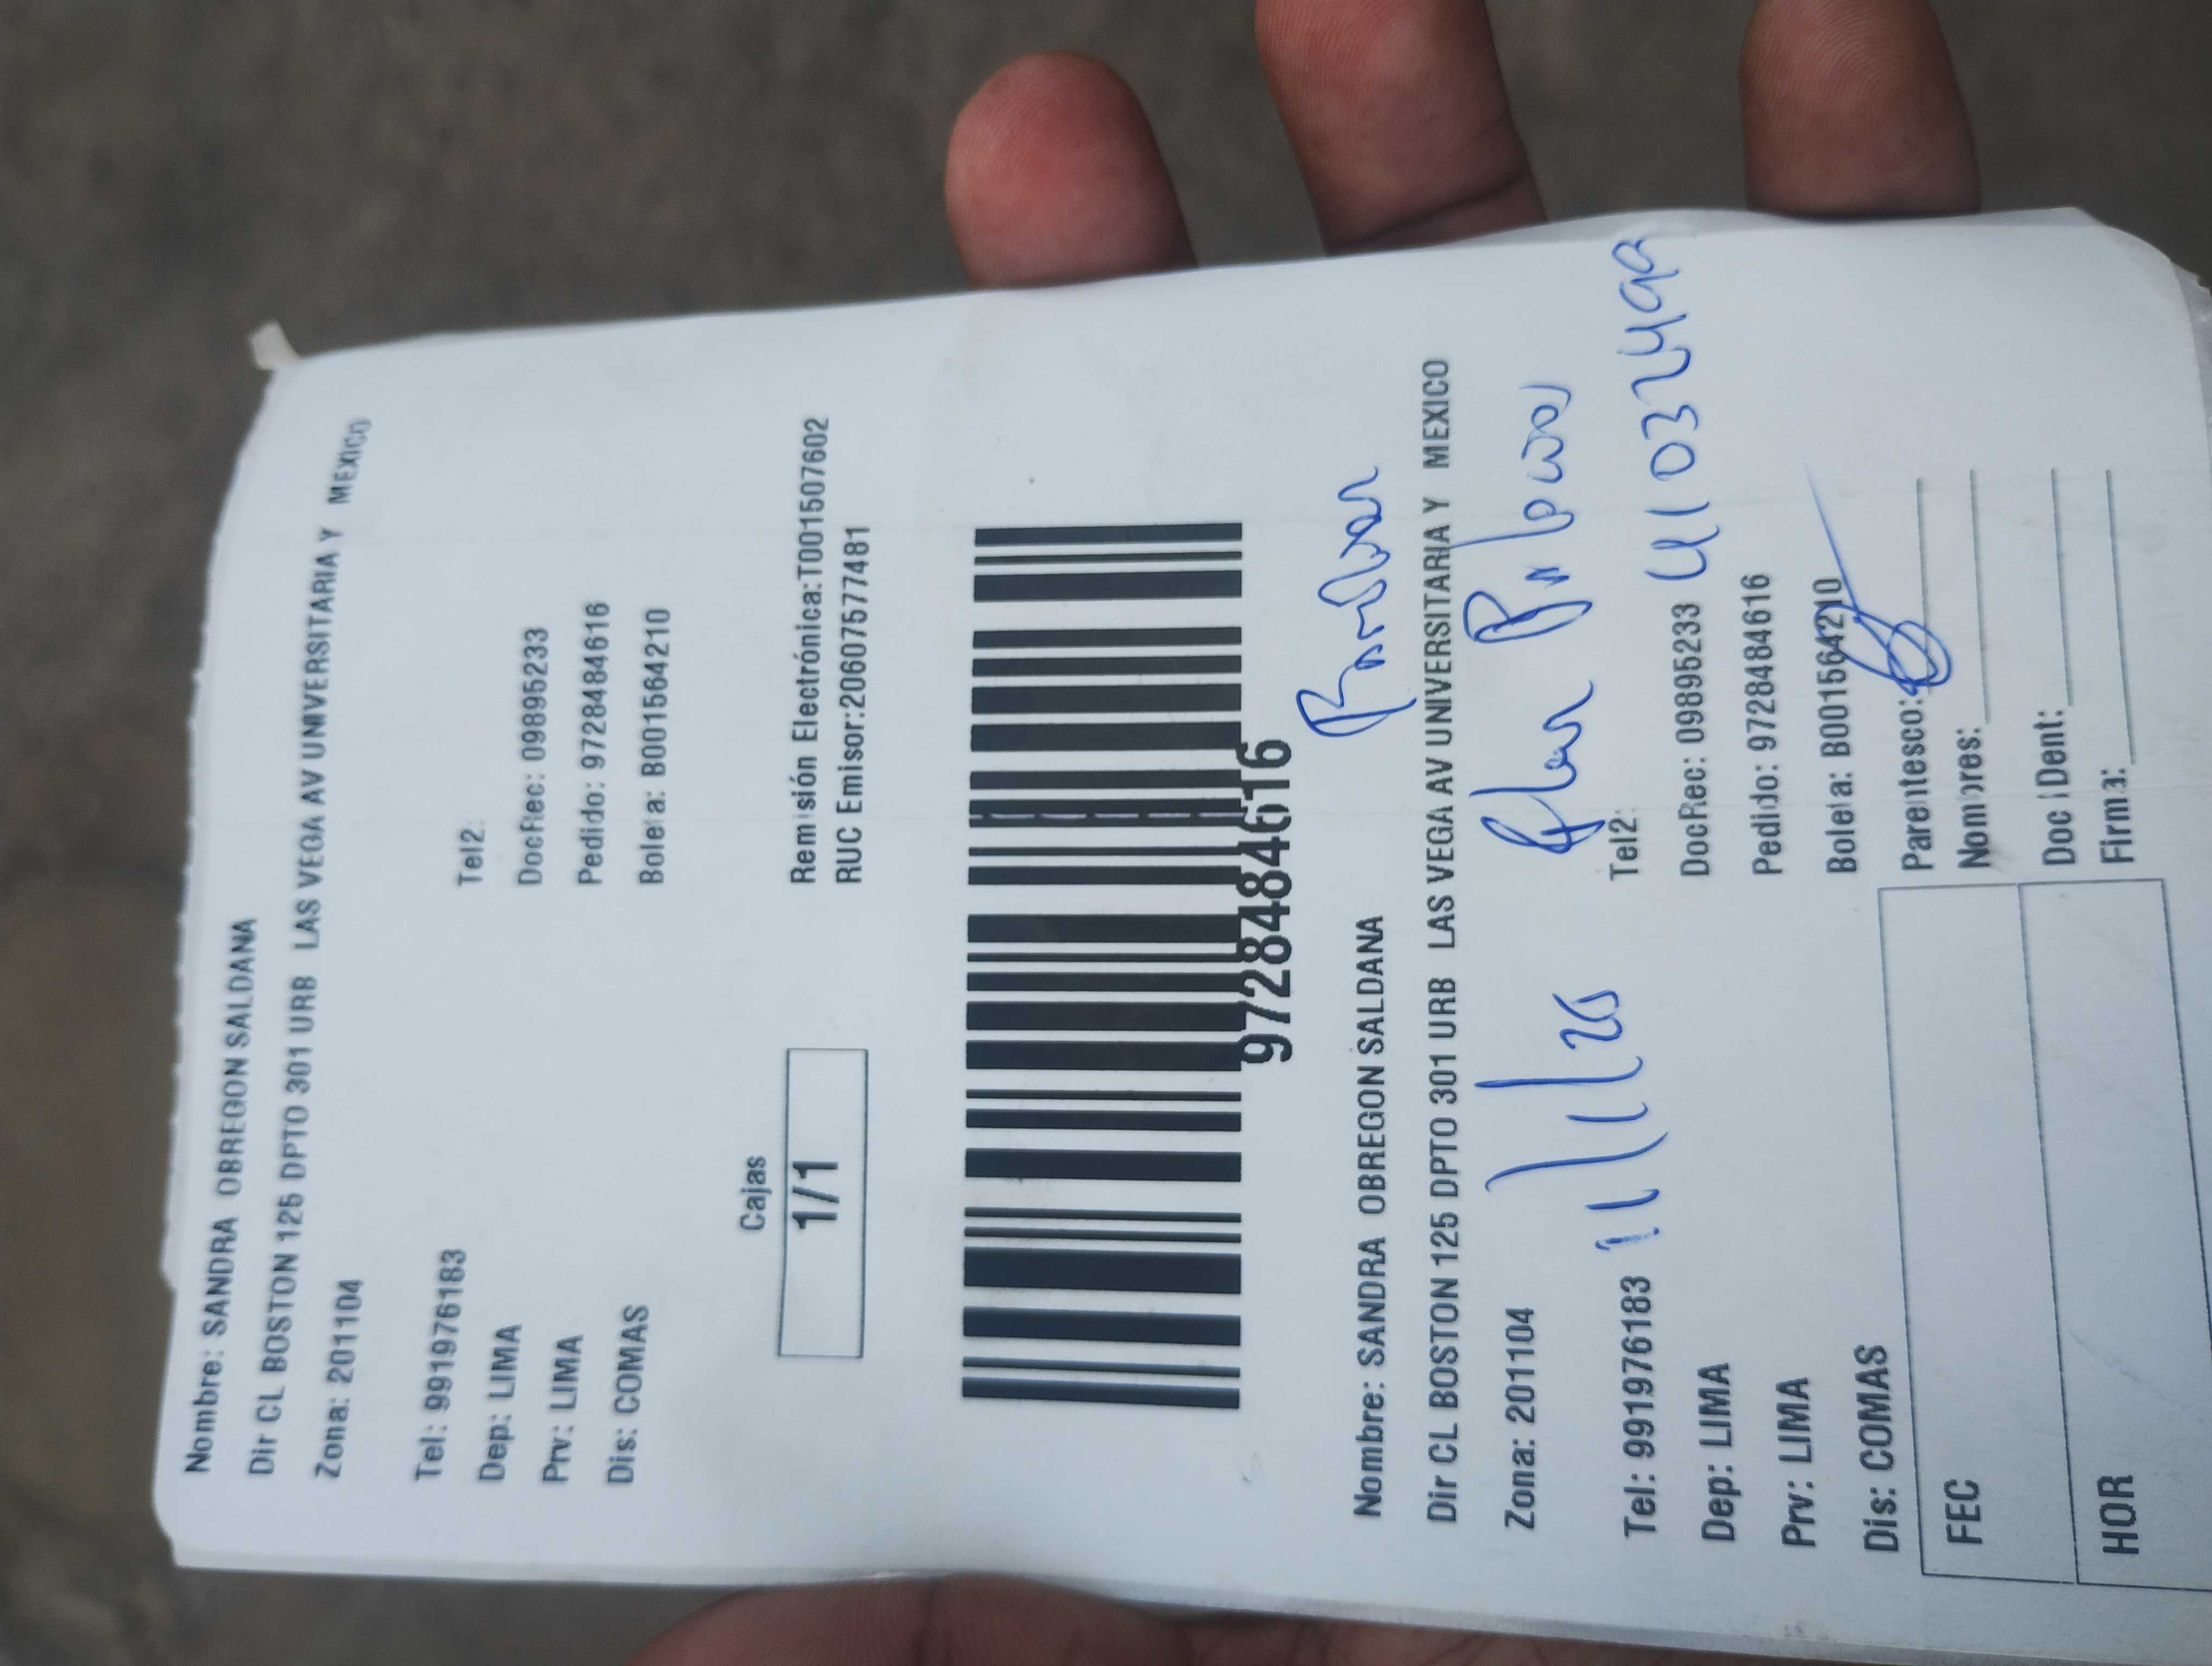 Nombre: SANDRA OBREGON SALDANA
Dir CL BOSTON 125 DPTO 301 URB LAS VEGA AV UNIVERSITARIA Y MEXICO
Zona: 201104
Tel: 991976183 Tel2:
Dep: LIMA DocRec: 09895233
Prv: LIMA Pedido: 9728484616
Dis: COMAS Boleta: B001564210
Cajas
1/1
Remisión Electrónica:T001507602
RUC Emisor:20607577481
9728484616
Nombre: SANDRA OBREGON SALDANA
Dir CL BOSTON 125 DPTO 301 URB LAS VEGA AV UNIVERSITARIA Y MEXICO
Zona: 201104
Tel: 991976183 Tel2:
Dep: LIMA DocRec: 09895233
Prv: LIMA Pedido: 9728484616
Dis: COMAS Boleta: B001564210
FEC Parentesco:
Nombres:
HOR Doc Ident:
Firma: